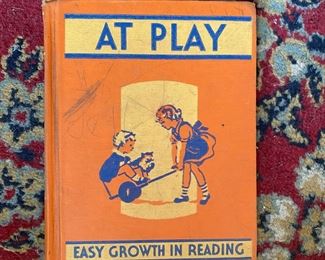 AT PLAY
EASY GROWTH IN READING